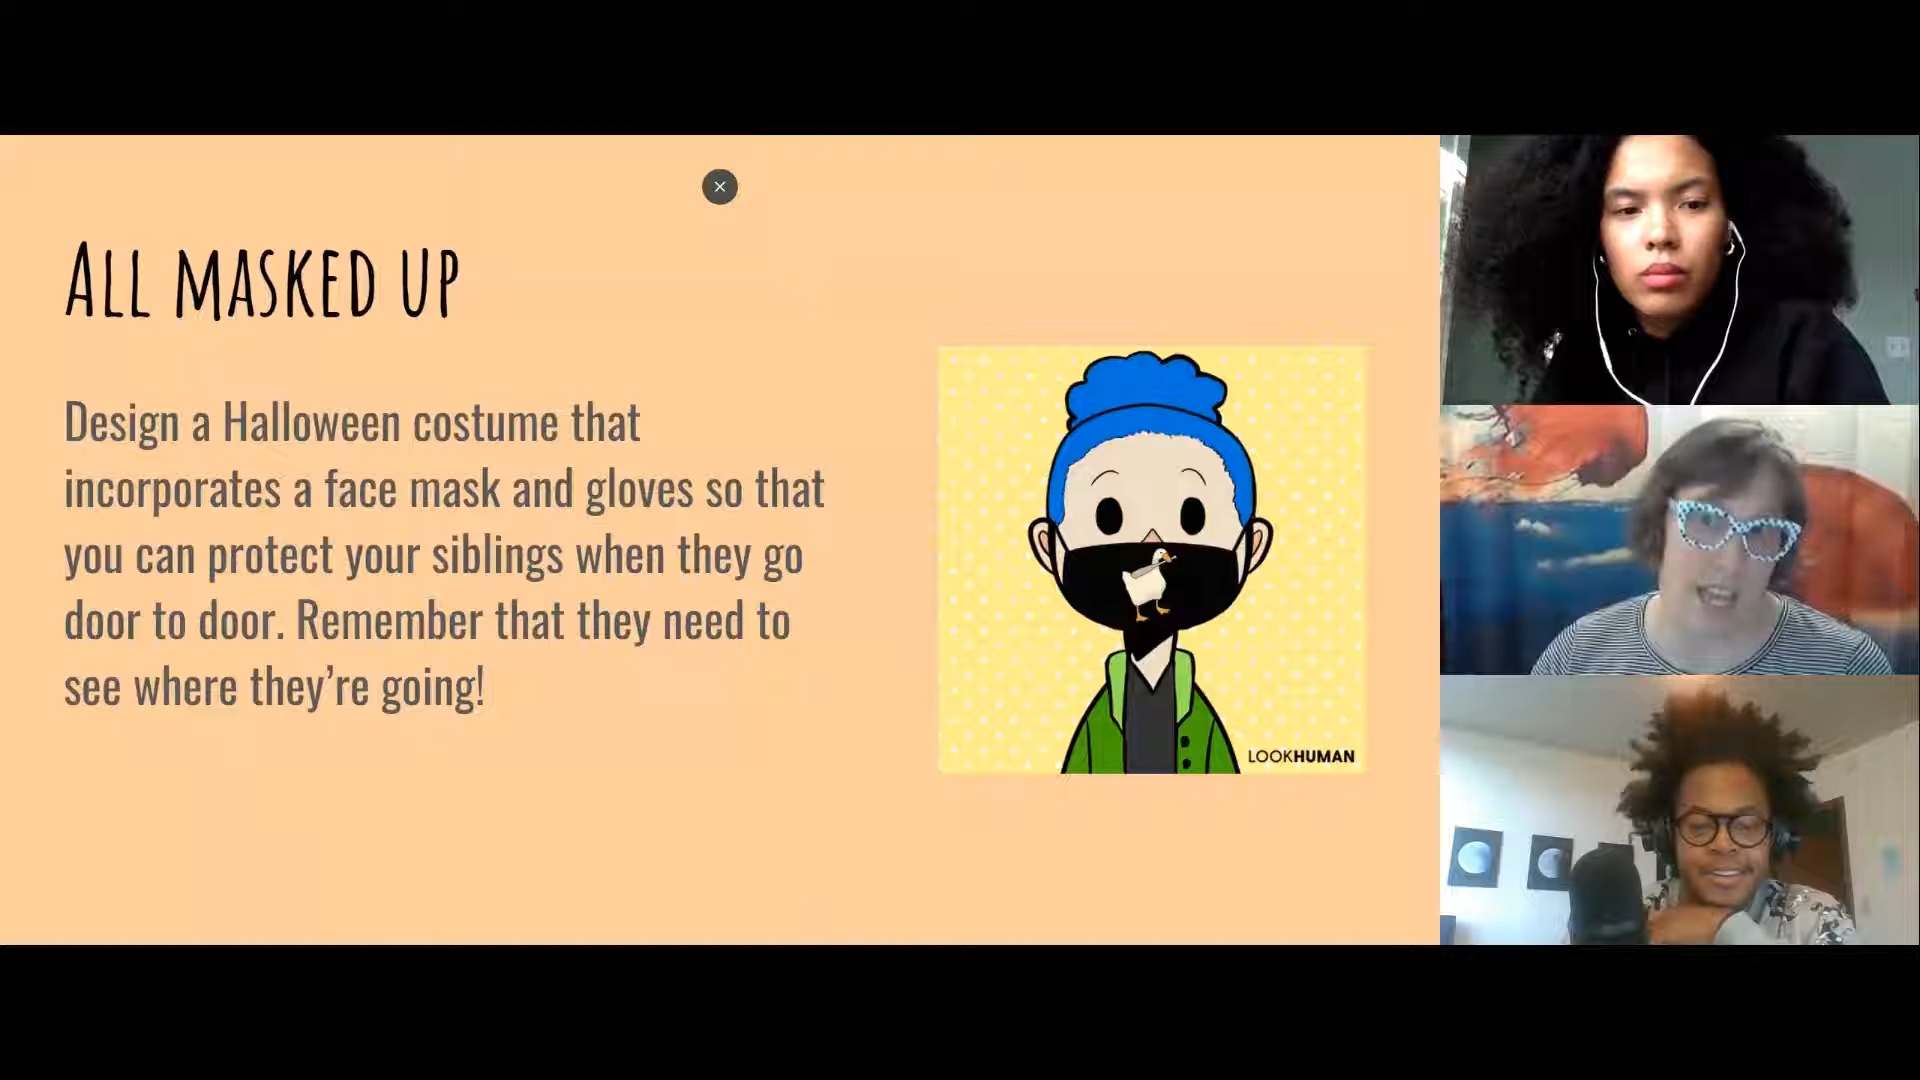 All masked up
Design a Halloween costume that
incorporates a face mask and gloves so that
you can protect your siblings when they go
door to door. Remember that they need to
see where they’re going!
LOOKHUMAN